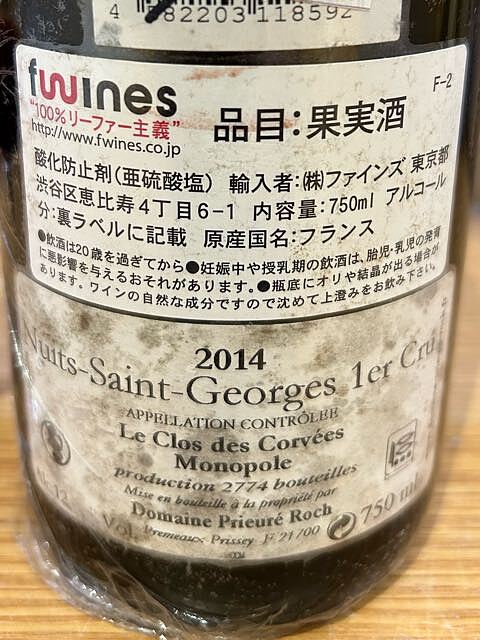 4 982203 118592
fwines
F-2
"100%リーファー主義"
http://www.fwines.co.jp
品目:果実酒
酸化防止剤(亜硫酸塩) 輸入者:㈱ファインズ 東京都
渋谷区恵比寿4丁目6-1 内容量:750ml アルコール
分:裏ラベルに記載 原産国名:フランス
●飲酒は20歳を過ぎてから●妊娠中や授乳期の飲酒は、胎児・乳児の発育
に悪影響を与えるおそれがあります。●瓶底にオリや結晶が出る場合が
あります。ワインの自然な成分ですので沈めて上澄みをお飲み下さい。
2014
Nuits-Saint-Georges 1er Cru
APPELLATION CONTRÔLÉE
Le Clos des Corvées
Monopole
production 2774 bouteilles
Mise en bouteille à la propriété par
Domaine Prieuré Roch
Vol. Premeaux Prissey F 21700 750 ml